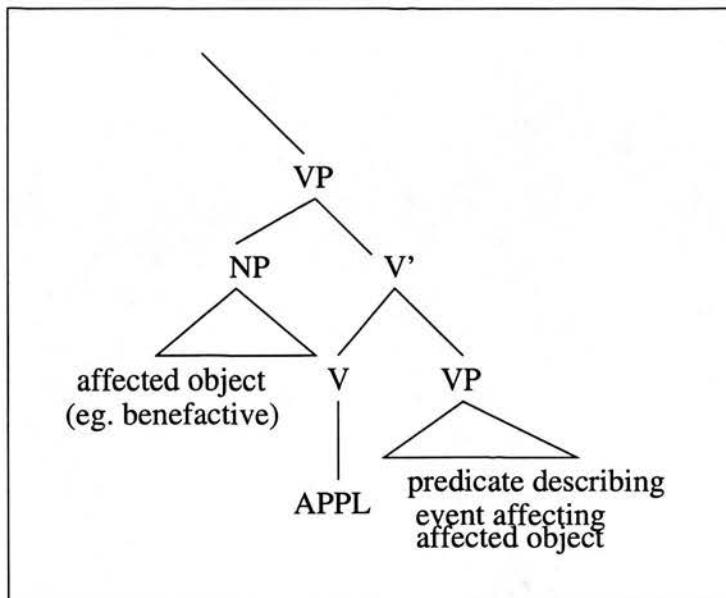 VP
NP V'
affected object V VP
(eg. benefactive)
APPL predicate describing
event affecting
affected object